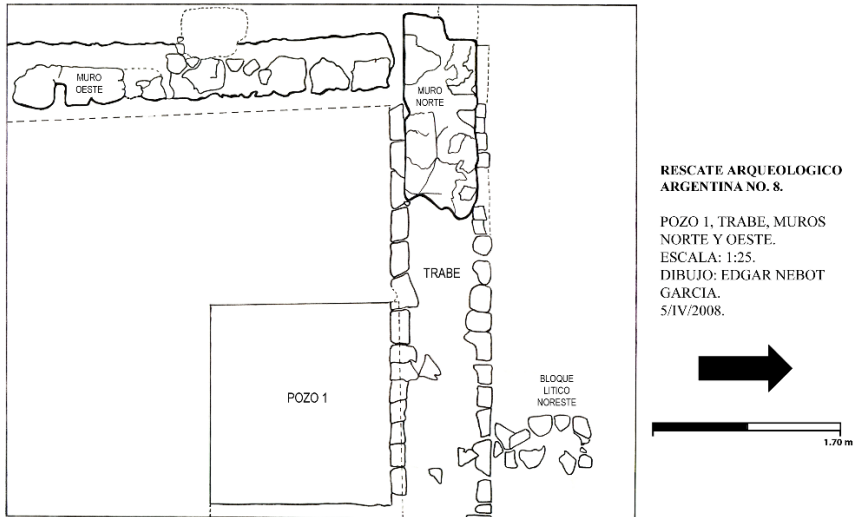 MURO
OESTE
MURO
NORTE
TRABE
POZO 1
BLOQUE
LITICO
NORESTE
RESCATE ARQUEOLOGICO
ARGENTINA NO. 8.
POZO 1, TRABE, MUROS
NORTE Y OESTE.
ESCALA: 1:25.
DIBUJO: EDGAR NEBOT
GARCIA.
5/IV/2008.
1.70 m